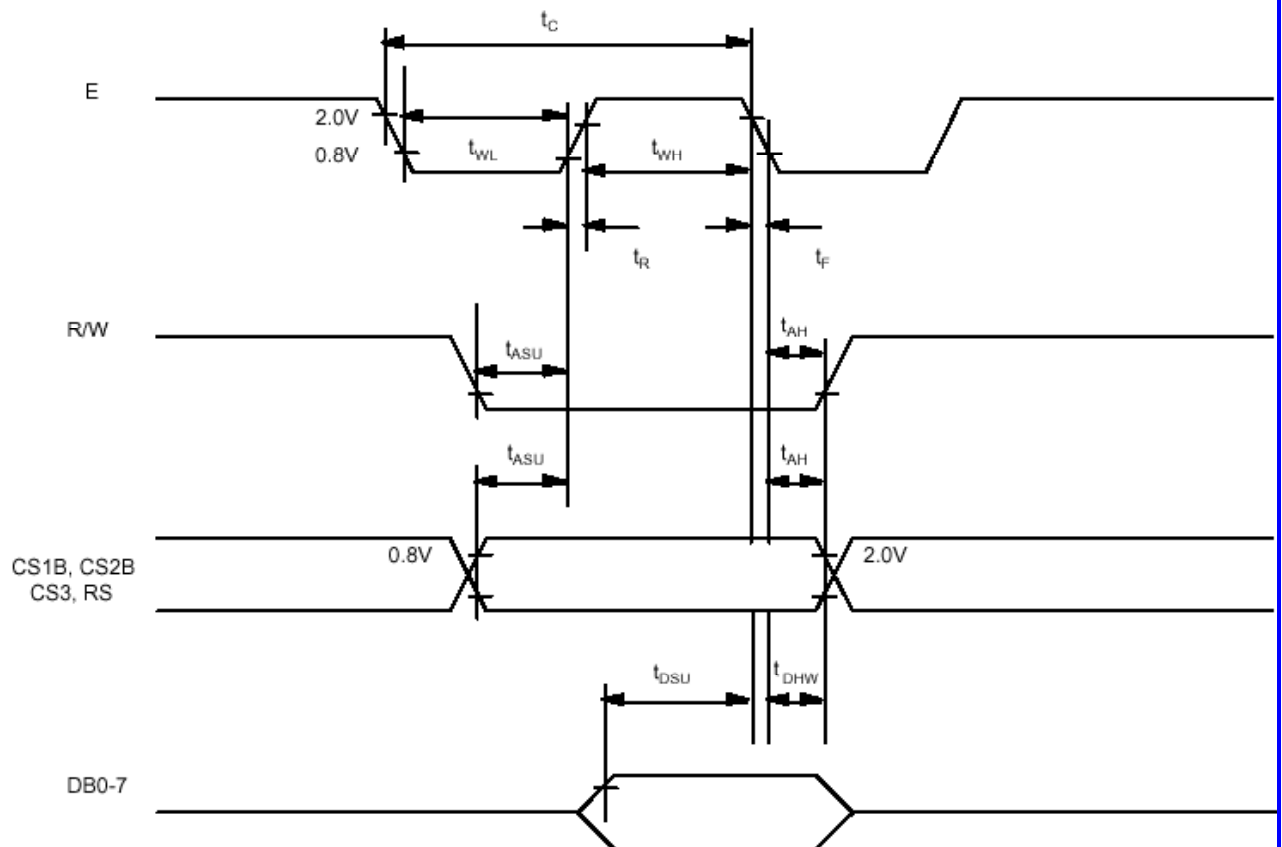 tC
E
2.0V
0.8V
tWL
tWH
tR
tF
R/W
tASU
tAH
tASU
tAH
CS1B, CS2B
CS3, RS
0.8V
2.0V
tDSU
tDHW
DB0-7